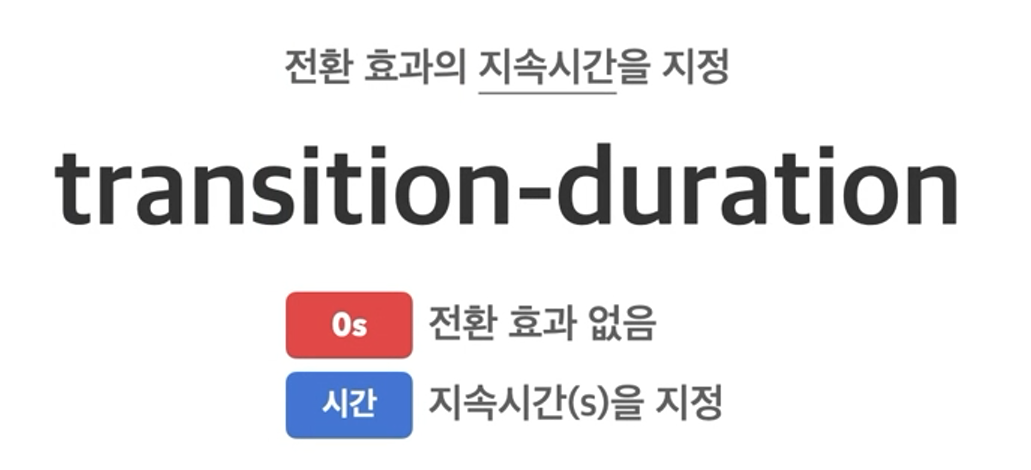 전환 효과의 지속시간을 지정
transition-duration
0s 전환 효과 없음
시간 지속시간(s)을 지정